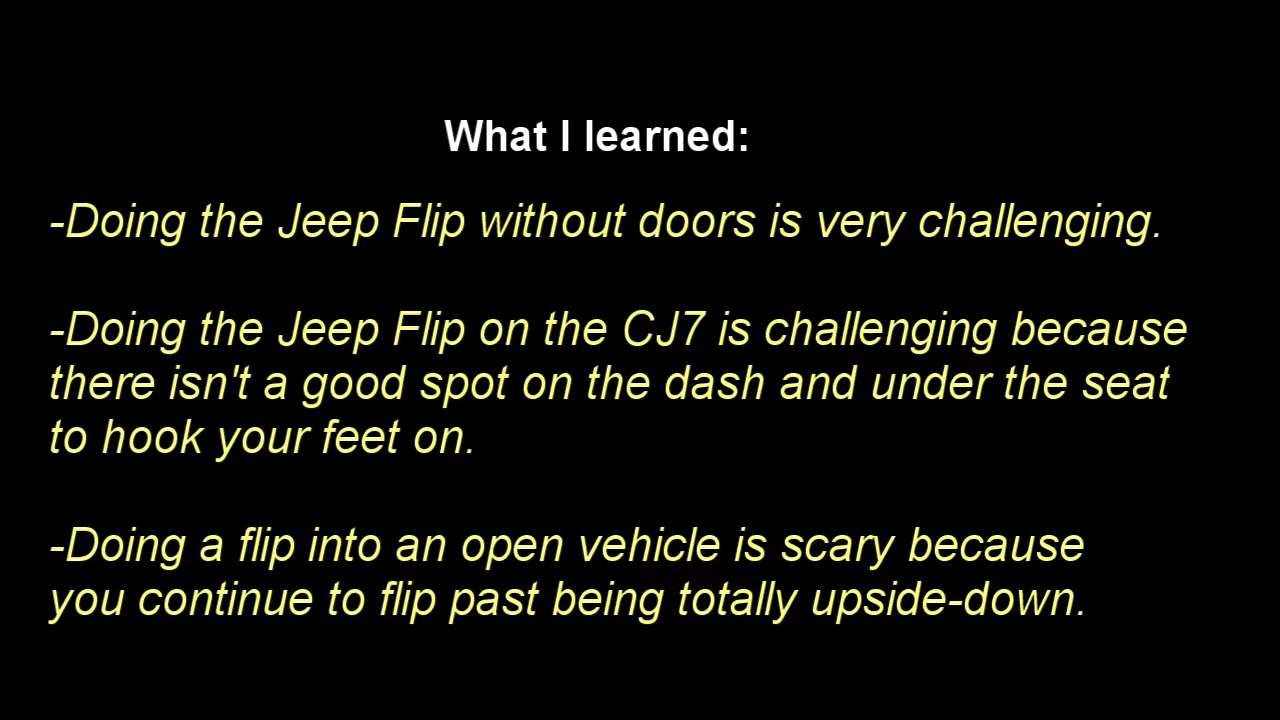 What I learned:
-Doing the Jeep Flip without doors is very challenging.
-Doing the Jeep Flip on the CJ7 is challenging because
there isn't a good spot on the dash and under the seat
to hook your feet on.
-Doing a flip into an open vehicle is scary because
you continue to flip past being totally upside-down.